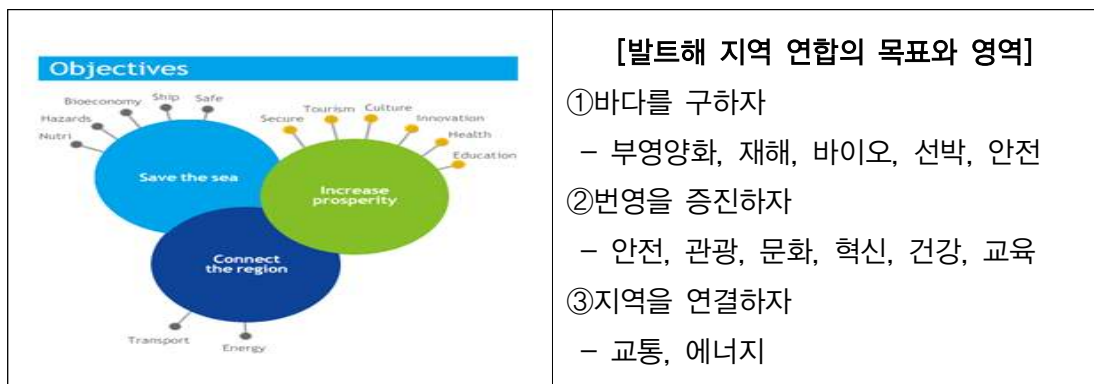 Objectives
Nutri
Hazards
Bioeconomy
Ship
Safe
Secure
Tourism
Culture
Innovation
Health
Education
Save the sea
Increase
prosperity
Connect
the region
Transport
Energy
[발트해 지역 연합의 목표와 영역]
①바다를 구하자
- 부영양화, 재해, 바이오, 선박, 안전
②번영을 증진하자
- 안전, 관광, 문화, 혁신, 건강, 교육
③지역을 연결하자
- 교통, 에너지